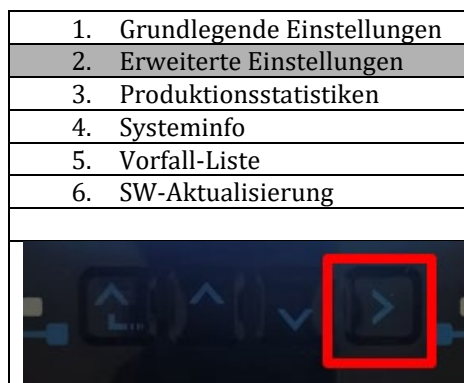 1. Grundlegende Einstellungen
2. Erweiterte Einstellungen
3. Produktionsstatistiken
4. Systeminfo
5. Vorfall-Liste
6. SW-Aktualisierung